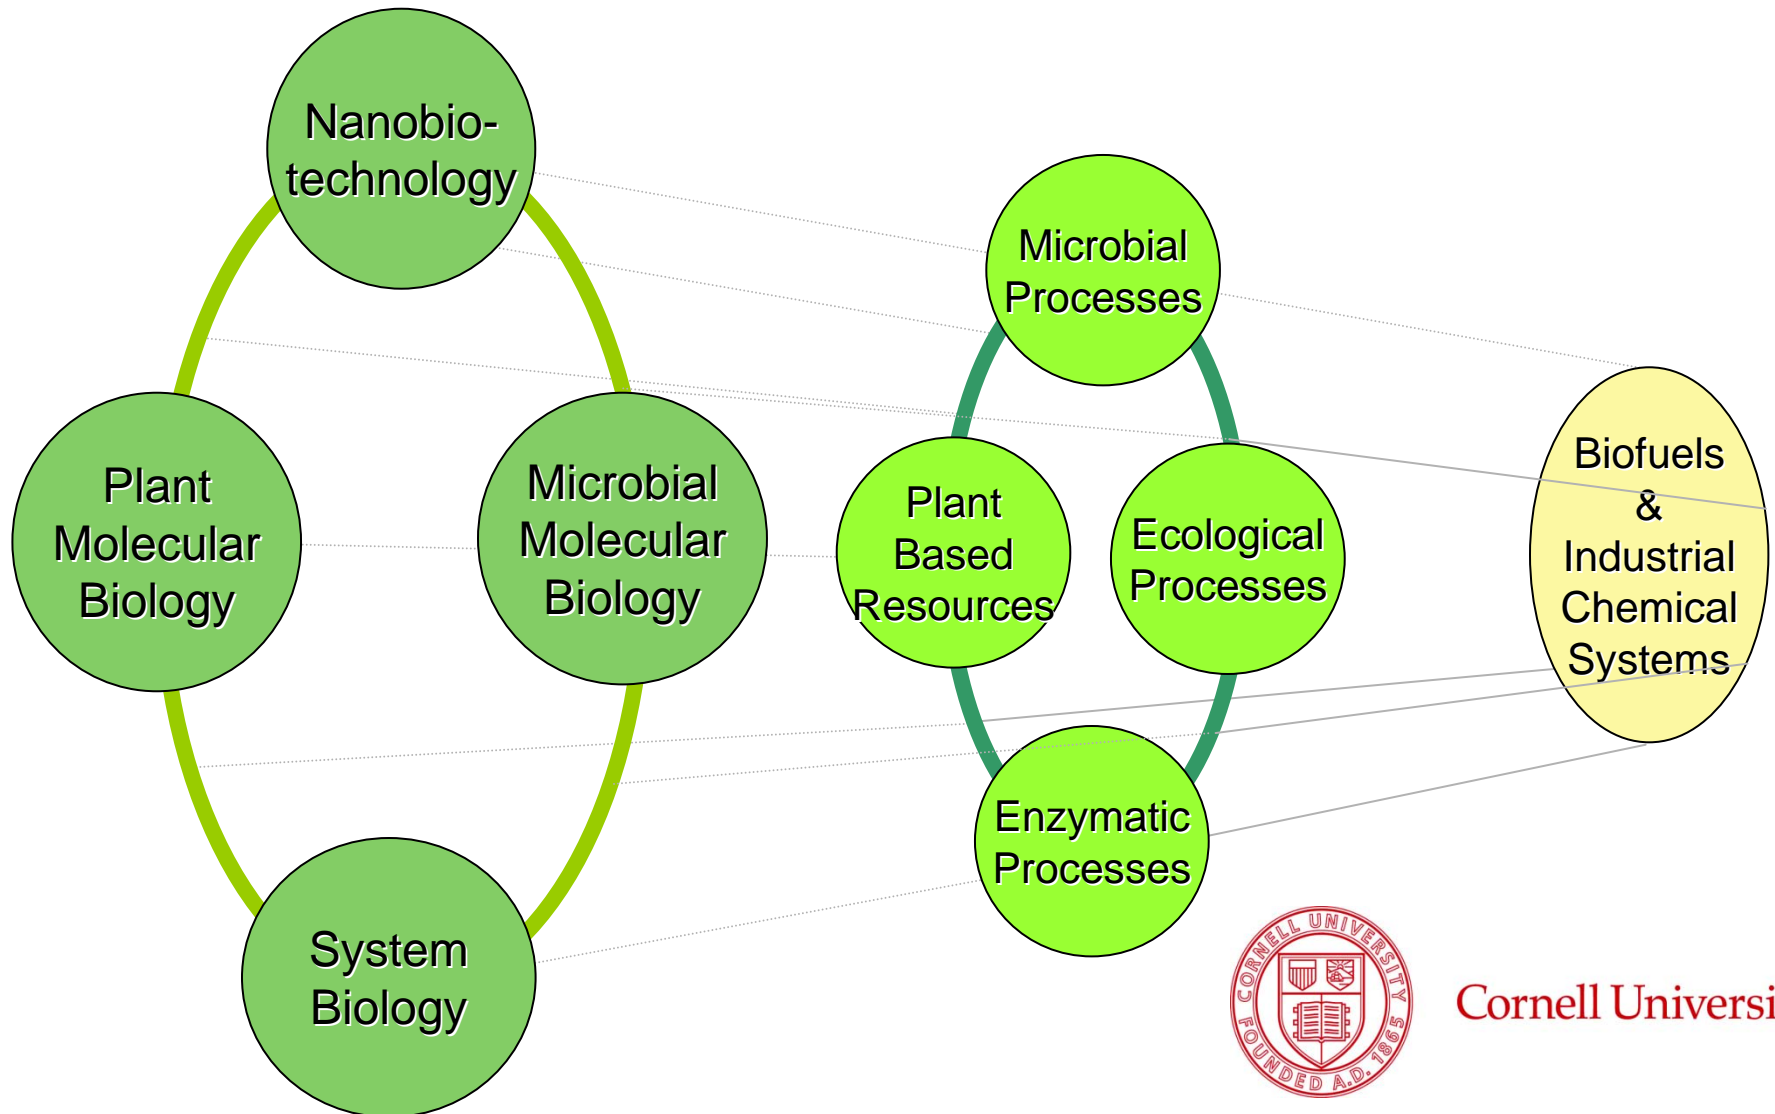 Nanobio-
technology
Plant
Molecular
Biology
Microbial
Molecular
Biology
System
Biology
Microbial
Processes
Plant
Based
Resources
Ecological
Processes
Enzymatic
Processes
Biofuels
&
Industrial
Chemical
Systems
CORNELL UNIVERSITY
FOUNDED A.D. 1865
Cornell Universi